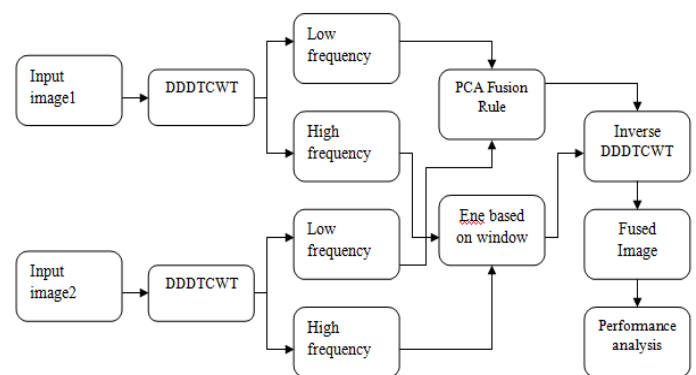 Input
image1
DDDTCWT
Low
frequency
High
frequency
PCA Fusion
Rule
Inverse
DDDTCWT
Input
image2
DDDTCWT
Low
frequency
High
frequency
Ene based
on window
Fused
Image
Performance
analysis